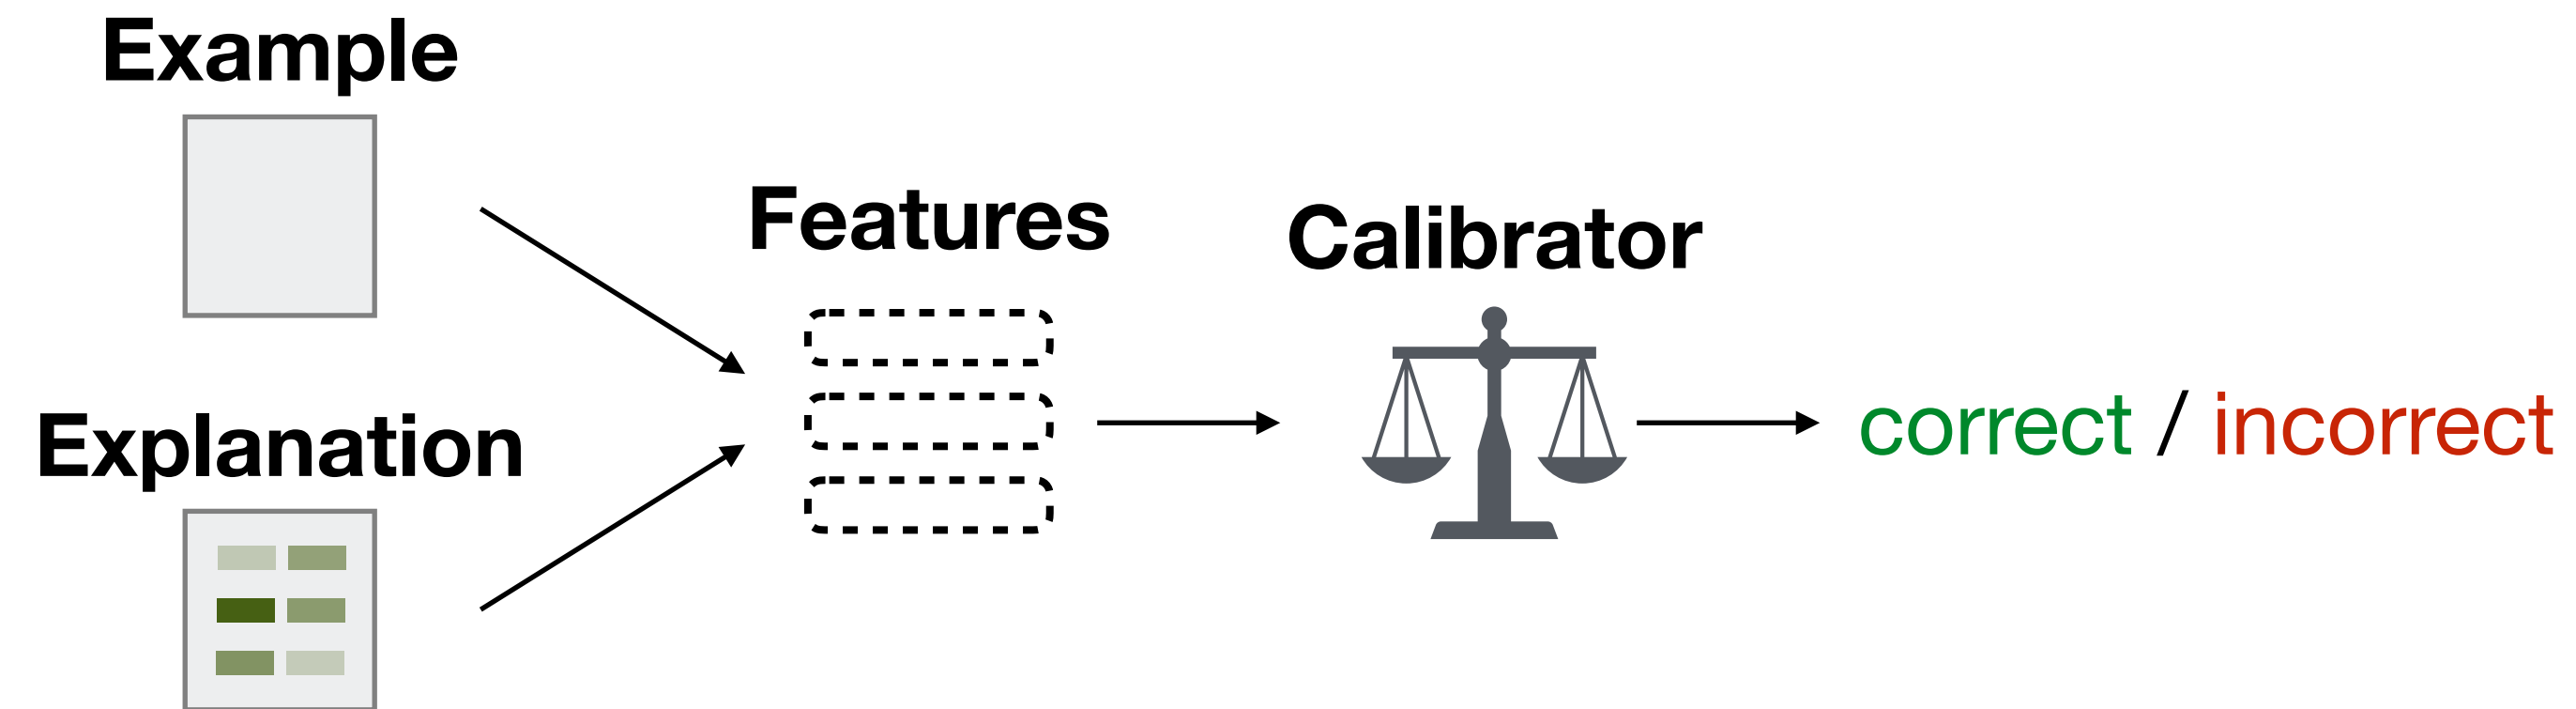 Example
Explanation
Features
Calibrator
correct / incorrect